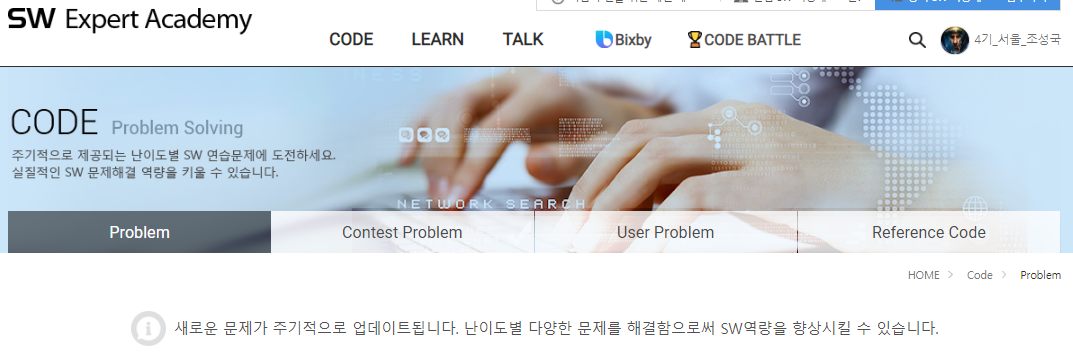 SW Expert Academy
CODE LEARN TALK Bixby CODE BATTLE 4기_서울_조성국
CODE Problem Solving
주기적으로 제공되는 난이도별 SW 연습문제에 도전하세요.
실질적인 SW 문제해결 역량을 키울 수 있습니다.
NETWORK SEARCH
Problem Contest Problem User Problem Reference Code
HOME > Code > Problem
새로운 문제가 주기적으로 업데이트됩니다. 난이도별 다양한 문제를 해결함으로써 SW역량을 향상시킬 수 있습니다.